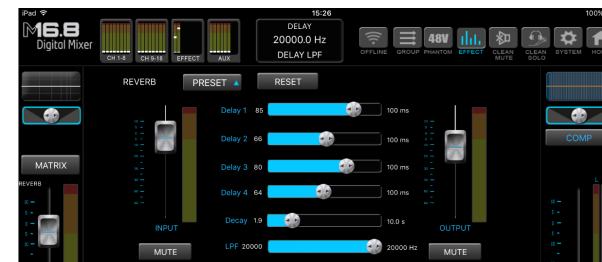 iPad 15:26 100%
M16.8
Digital Mixer
CH 1-8 CH 9-18 EFFECT AUX
DELAY
20000.0 Hz
DELAY LPF
48V
OFFLINE GROUP PHANTOM EFFECT CLEAN MUTE CLEAN SOLO SYSTEM HO
REVERB PRESET RESET
Delay 1 85 100 ms
Delay 2 66 100 ms
Delay 3 80 100 ms
Delay 4 64 100 ms
Decay 1.9 10.0 s
LPF 20000 20000 Hz
INPUT OUTPUT
MUTE MUTE
MATRIX
REVERB
COMP
L